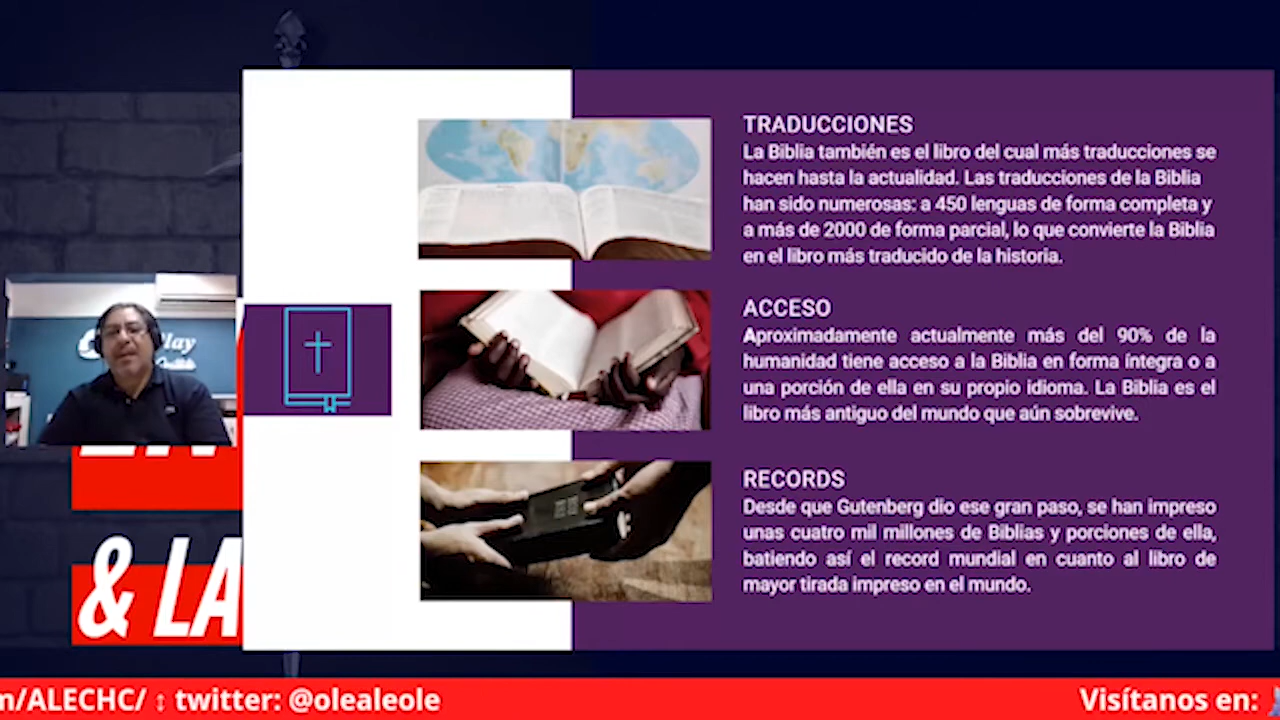 TRADUCCIONES
La Biblia también es el libro del cual más traducciones se
hacen hasta la actualidad. Las traducciones de la Biblia
han sido numerosas: a 450 lenguas de forma completa y
a más de 2000 de forma parcial, lo que convierte la Biblia
en el libro más traducido de la historia.
ACCESO
Aproximadamente actualmente más del 90% de la
humanidad tiene acceso a la Biblia en forma íntegra o a
una porción de ella en su propio idioma. La Biblia es el
libro más antiguo del mundo que aún sobrevive.
RECORDS
Desde que Gutenberg dio ese gran paso, se han impreso
unas cuatro mil millones de Biblias y porciones de ella,
batiendo así el record mundial en cuanto al libro de
mayor tirada impreso en el mundo.
& LA
m/ALECHC/ ↕ twitter: @olealeole
Visítanos en: